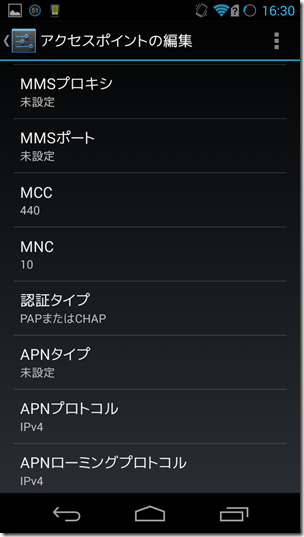 16:30
アクセスポイントの編集
MMSプロキシ
未設定
MMSポート
未設定
MCC
440
MNC
10
認証タイプ
PAPまたはCHAP
APNタイプ
未設定
APNプロトコル
IPv4
APNローミングプロトコル
IPv4